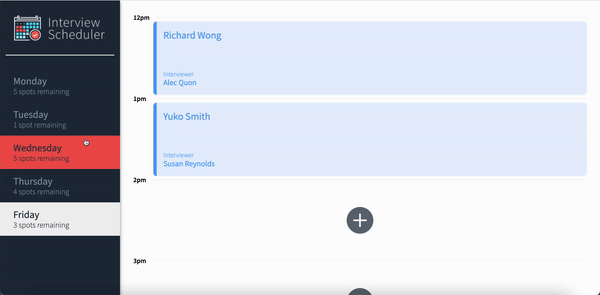 Interview
Scheduler
Monday
5 spots remaining
Tuesday
1 spot remaining
Wednesday
5 spots remaining
Thursday
4 spots remaining
Friday
3 spots remaining
12pm
Richard Wong
Interviewer
Alec Quon
1pm
Yuko Smith
Interviewer
Susan Reynolds
2pm
3pm